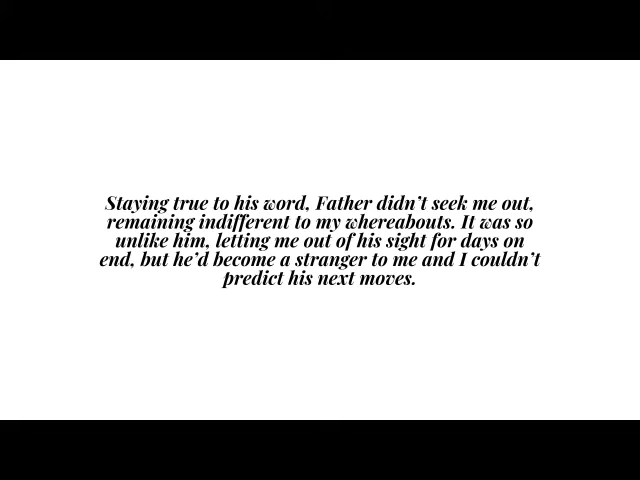 Staying true to his word, Father didn’t seek me out,
remaining indifferent to my whereabouts. It was so
unlike him, letting me out of his sight for days on
end, but he’d become a stranger to me and I couldn’t
predict his next moves.